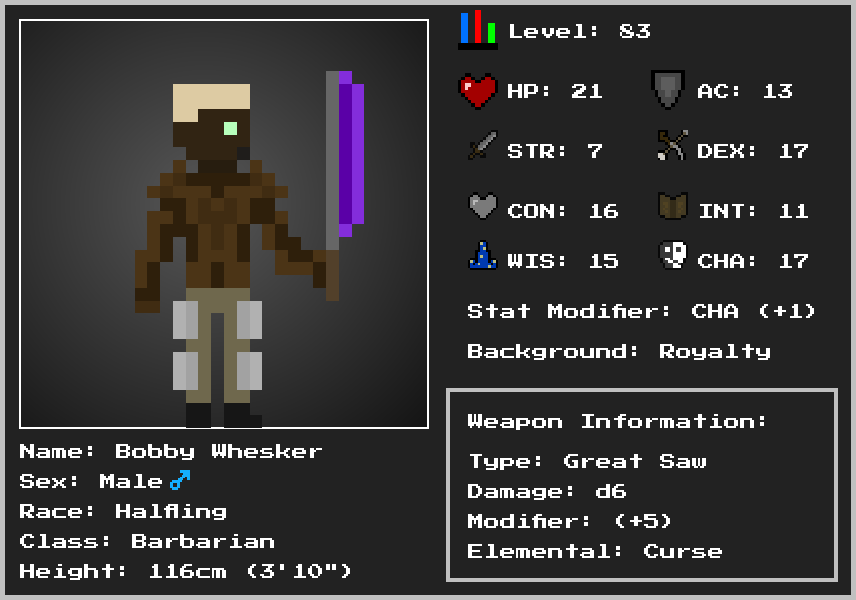 Level: 83
HP: 21
AC: 13
STR: 7
DEX: 17
CON: 16
INT: 11
WIS: 15
CHA: 17
Stat Modifier: CHA (+1)
Background: Royalty
Weapon Information:
Type: Great Saw
Damage: d6
Modifier: (+5)
Elemental: Curse
Name: Bobby Whesker
Sex: Male♂
Race: Halfling
Class: Barbarian
Height: 116cm (3'10")